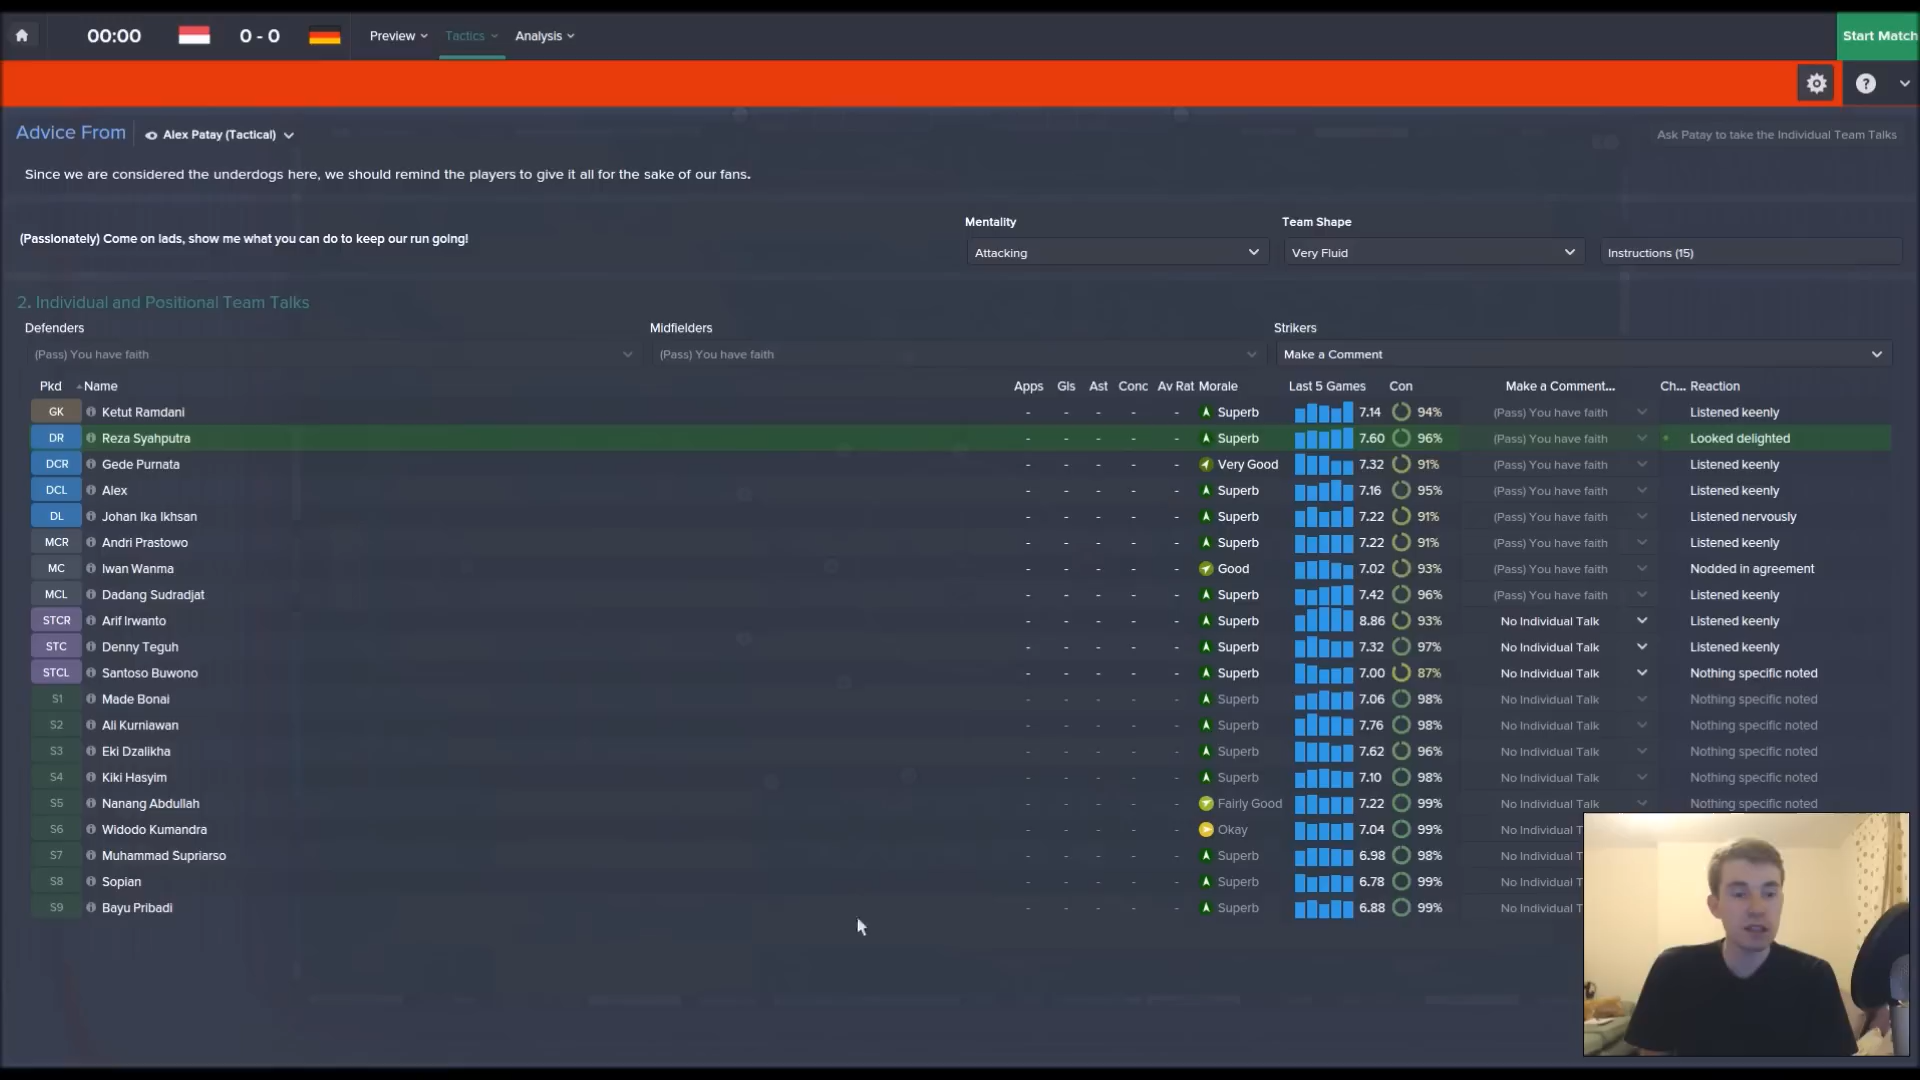 00:00 0 - 0 Preview Tactics Analysis Start Match
?
Advice From Alex Patay (Tactical) Ask Patay to take the Individual Team Talks
Since we are considered the underdogs here, we should remind the players to give it all for the sake of our fans.
Mentality Team Shape
(Passionately) Come on lads, show me what you can do to keep our run going!
Attacking Very Fluid Instructions (15)
2. Individual and Positional Team Talks
Defenders Midfielders Strikers
(Pass) You have faith (Pass) You have faith Make a Comment
Pkd Name Apps Gls Ast Conc Av Rat Morale Last 5 Games Con Make a Comment... Ch... Reaction
GK Ketut Ramdani - - - - - Superb 7.14 94% (Pass) You have faith Listened keenly
DR Reza Syahputra - - - - - Superb 7.60 96% (Pass) You have faith Looked delighted
DCR Gede Purnata - - - - - Very Good 7.32 91% (Pass) You have faith Listened keenly
DCL Alex - - - - - Superb 7.16 95% (Pass) You have faith Listened keenly
DL Johan Ika Ikhsan - - - - - Superb 7.22 91% (Pass) You have faith Listened nervously
MCR Andri Prastowo - - - - - Superb 7.22 91% (Pass) You have faith Listened keenly
MC Iwan Wanma - - - - - Good 7.02 93% (Pass) You have faith Nodded in agreement
MCL Dadang Sudradjat - - - - - Superb 7.42 96% (Pass) You have faith Listened keenly
STCR Arif Irwanto - - - - - Superb 8.86 93% No Individual Talk Listened keenly
STC Denny Teguh - - - - - Superb 7.32 97% No Individual Talk Listened keenly
STCL Santoso Buwono - - - - - Superb 7.00 87% No Individual Talk Nothing specific noted
S1 Made Bonai - - - - - Superb 7.06 98% No Individual Talk Nothing specific noted
S2 Ali Kurniawan - - - - - Superb 7.76 98% No Individual Talk Nothing specific noted
S3 Eki Dzalikha - - - - - Superb 7.62 96% No Individual Talk Nothing specific noted
S4 Kiki Hasyim - - - - - Superb 7.10 98% No Individual Talk Nothing specific noted
S5 Nanang Abdullah - - - - - Fairly Good 7.22 99% No Individual Talk Nothing specific noted
S6 Widodo Kumandra - - - - - Okay 7.04 99% No Individual T
S7 Muhammad Supriarso - - - - - Superb 6.98 98% No Individual T
S8 Sopian - - - - - Superb 6.78 99% No Individual T
S9 Bayu Pribadi - - - - - Superb 6.88 99% No Individual T